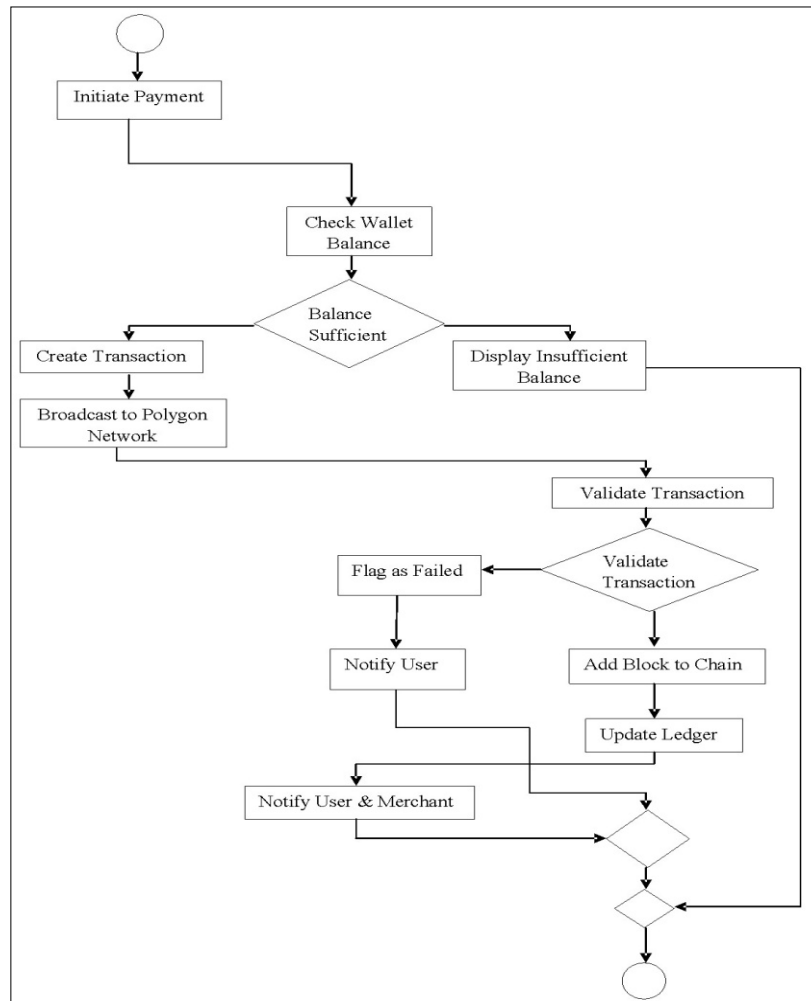 Initiate Payment
Check Wallet
Balance
Balance
Sufficient
Create Transaction
Display Insufficient
Balance
Broadcast to Polygon
Network
Validate Transaction
Validate
Transaction
Flag as Failed
Notify User
Add Block to Chain
Update Ledger
Notify User & Merchant